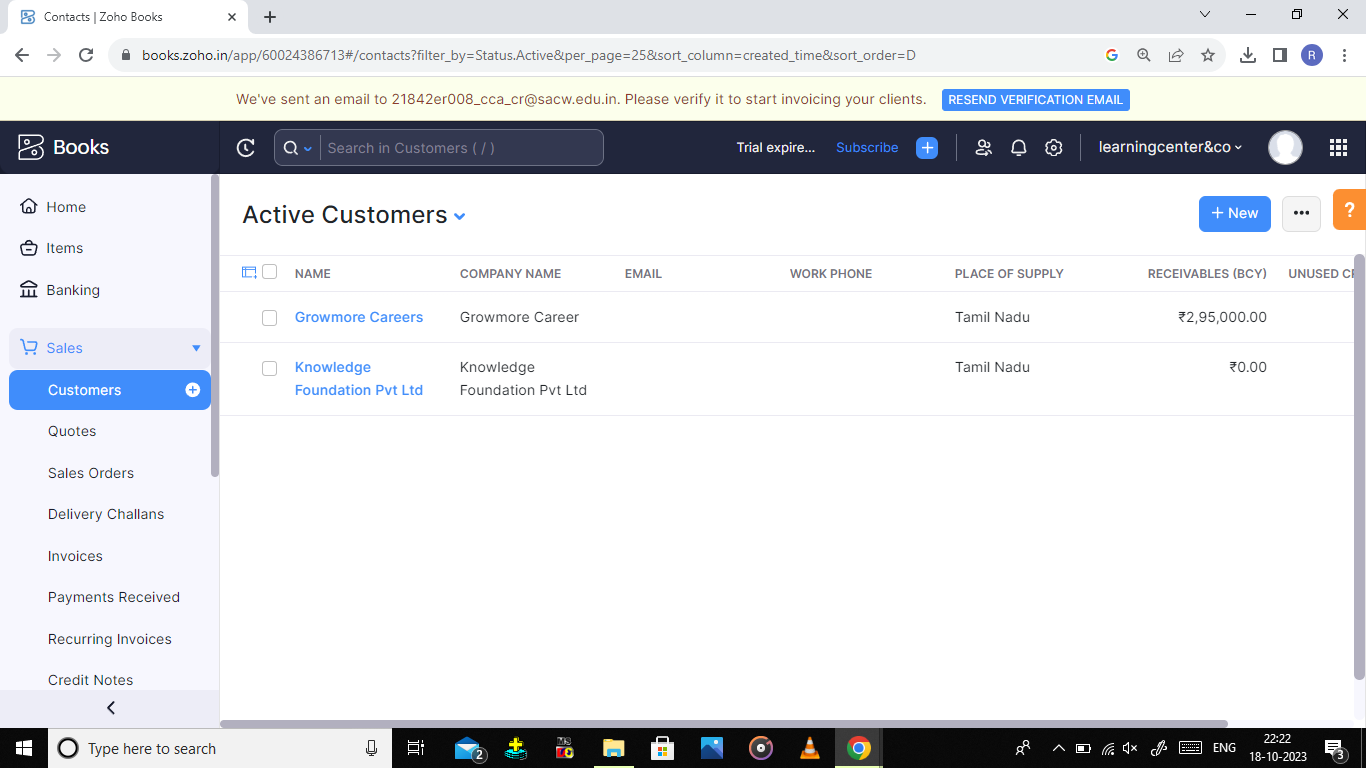 Contacts | Zoho Books
books.zoho.in/app/60024386713#/contacts?filter_by=Status.Active&per_page=25&sort_column=created_time&sort_order=D
R
We've sent an email to 21842er008_cca_cr@sacw.edu.in. Please verify it to start invoicing your clients. RESEND VERIFICATION EMAIL
Books
Search in Customers ( / )
Trial expire... Subscribe
learningcenter&co
Home
Items
Banking
Sales
Customers
Quotes
Sales Orders
Delivery Challans
Invoices
Payments Received
Recurring Invoices
Credit Notes
Active Customers
+ New
?
NAME COMPANY NAME EMAIL WORK PHONE PLACE OF SUPPLY RECEIVABLES (BCY) UNUSED CR
Growmore Careers Growmore Career Tamil Nadu ₹2,95,000.00
Knowledge Knowledge Tamil Nadu ₹0.00
Foundation Pvt Ltd Foundation Pvt Ltd
Type here to search
2
ENG
22:22
18-10-2023
3